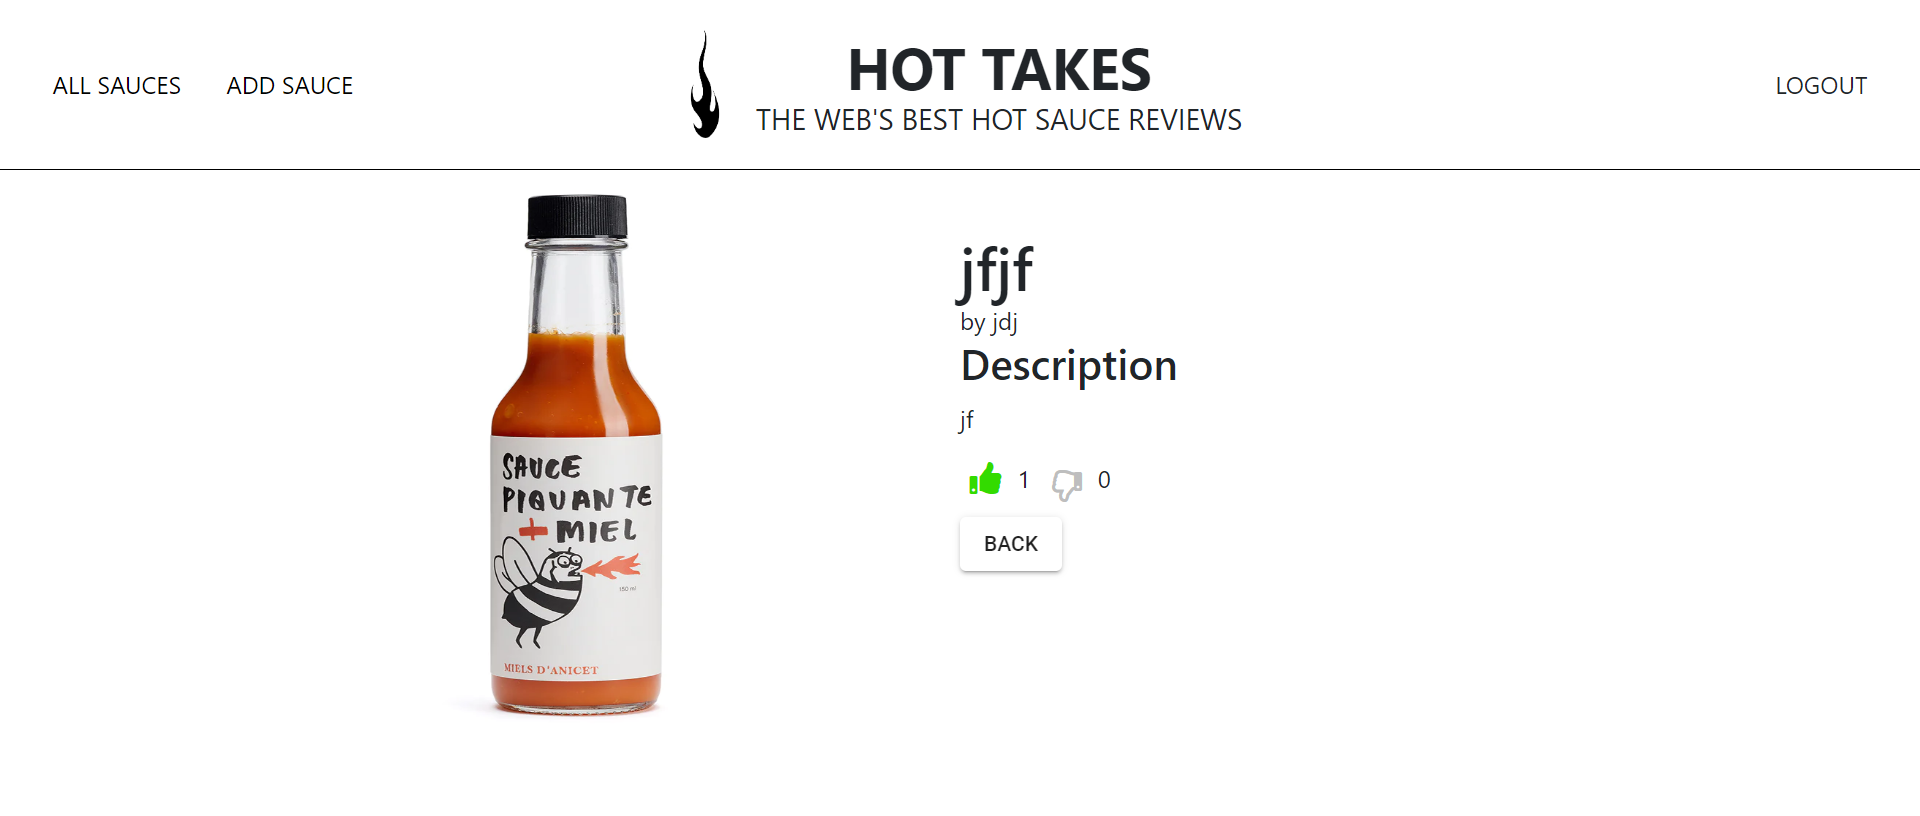 ALL SAUCES
ADD SAUCE
HOT TAKES
THE WEB'S BEST HOT SAUCE REVIEWS
LOGOUT
SAUCE
PIQUANTE
+ MIEL
150 ml
MIELS D'ANICET
jfjf
by jdj
Description
jf
1
0
BACK